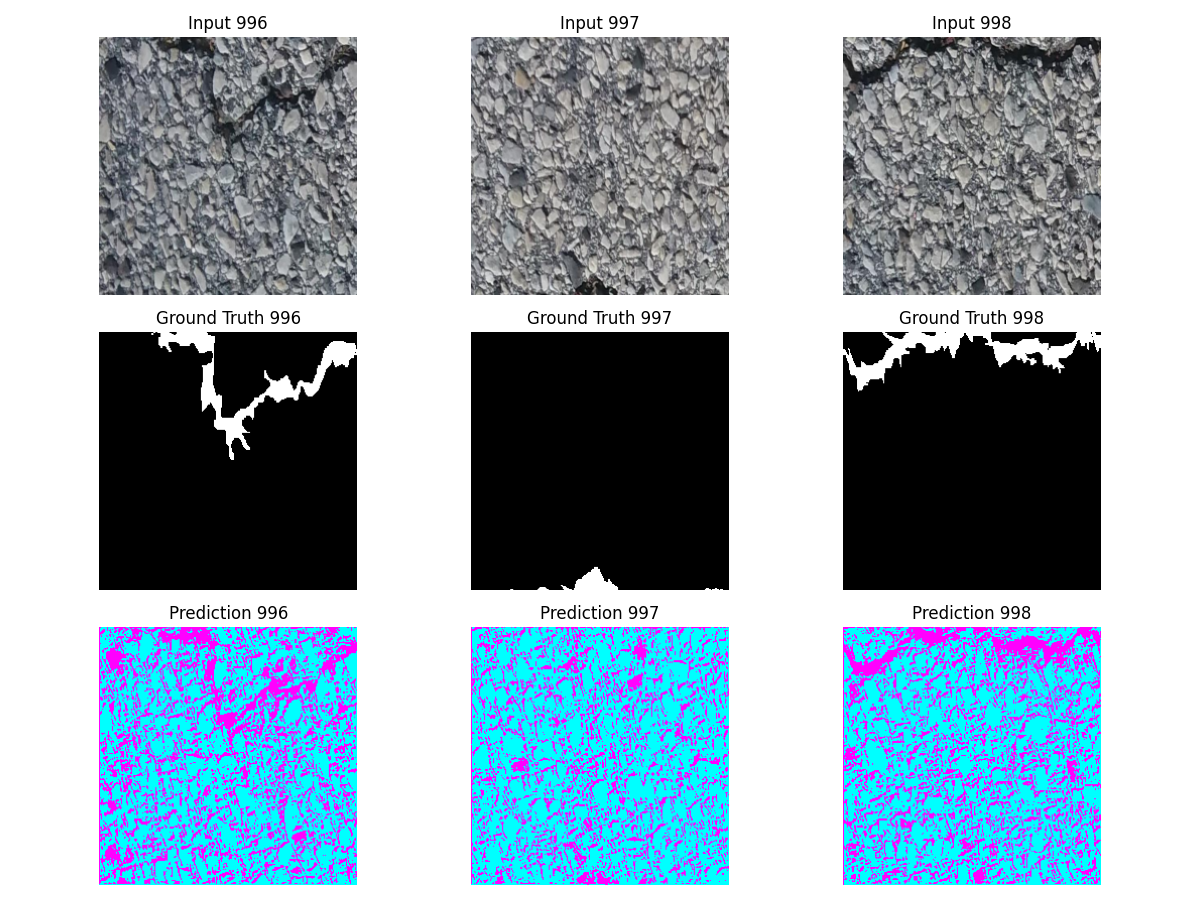 Input 996
Input 997
Input 998
Ground Truth 996
Ground Truth 997
Ground Truth 998
Prediction 996
Prediction 997
Prediction 998